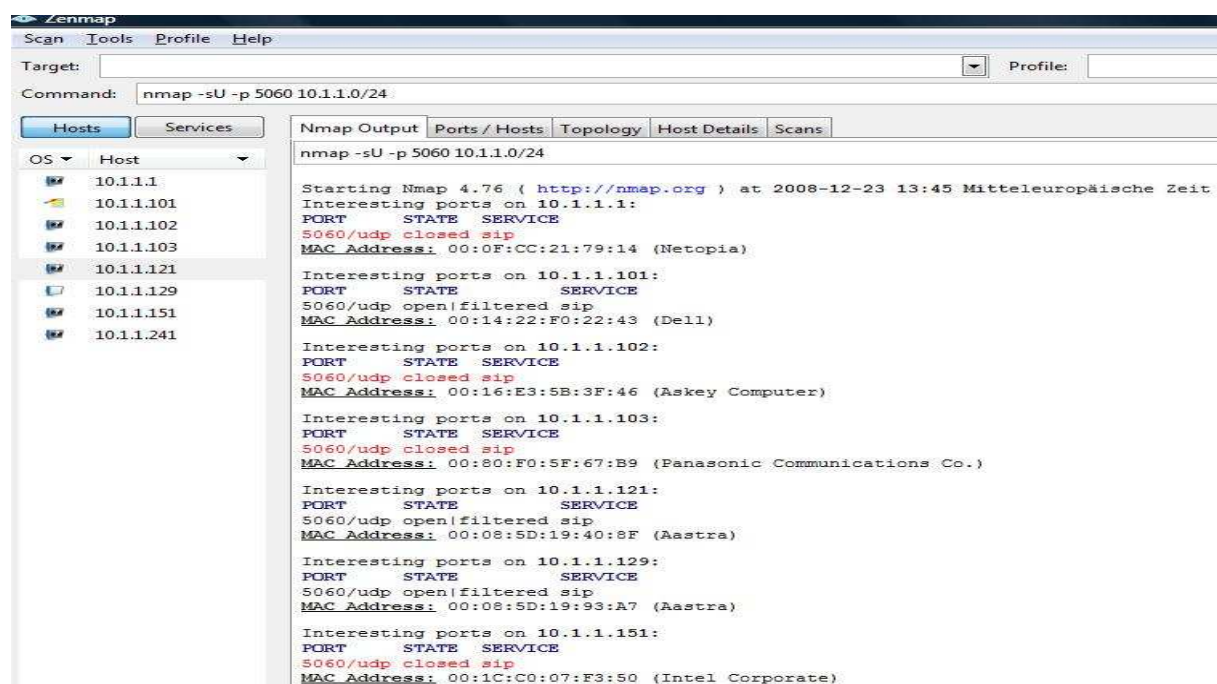 Zenmap
Scan Tools Profile Help
Target: Profile:
Command: nmap -sU -p 5060 10.1.1.0/24
Hosts Services
Nmap Output Ports / Hosts Topology Host Details Scans
OS Host
nmap -sU -p 5060 10.1.1.0/24
10.1.1.1
10.1.1.101
10.1.1.102
10.1.1.103
10.1.1.121
10.1.1.129
10.1.1.151
10.1.1.241
Starting Nmap 4.76 ( http://nmap.org ) at 2008-12-23 13:45 Mitteleuropäische Zeit
Interesting ports on 10.1.1.1:
PORT STATE SERVICE
5060/udp closed sip
MAC Address: 00:0F:CC:21:79:14 (Netopia)
Interesting ports on 10.1.1.101:
PORT STATE SERVICE
5060/udp open|filtered sip
MAC Address: 00:14:22:F0:22:43 (Dell)
Interesting ports on 10.1.1.102:
PORT STATE SERVICE
5060/udp closed sip
MAC Address: 00:16:E3:5B:3F:46 (Askey Computer)
Interesting ports on 10.1.1.103:
PORT STATE SERVICE
5060/udp closed sip
MAC Address: 00:80:F0:5F:67:B9 (Panasonic Communications Co.)
Interesting ports on 10.1.1.121:
PORT STATE SERVICE
5060/udp open|filtered sip
MAC Address: 00:08:5D:19:40:8F (Aastra)
Interesting ports on 10.1.1.129:
PORT STATE SERVICE
5060/udp open|filtered sip
MAC Address: 00:08:5D:19:93:A7 (Aastra)
Interesting ports on 10.1.1.151:
PORT STATE SERVICE
5060/udp closed sip
MAC Address: 00:1C:C0:07:F3:50 (Intel Corporate)